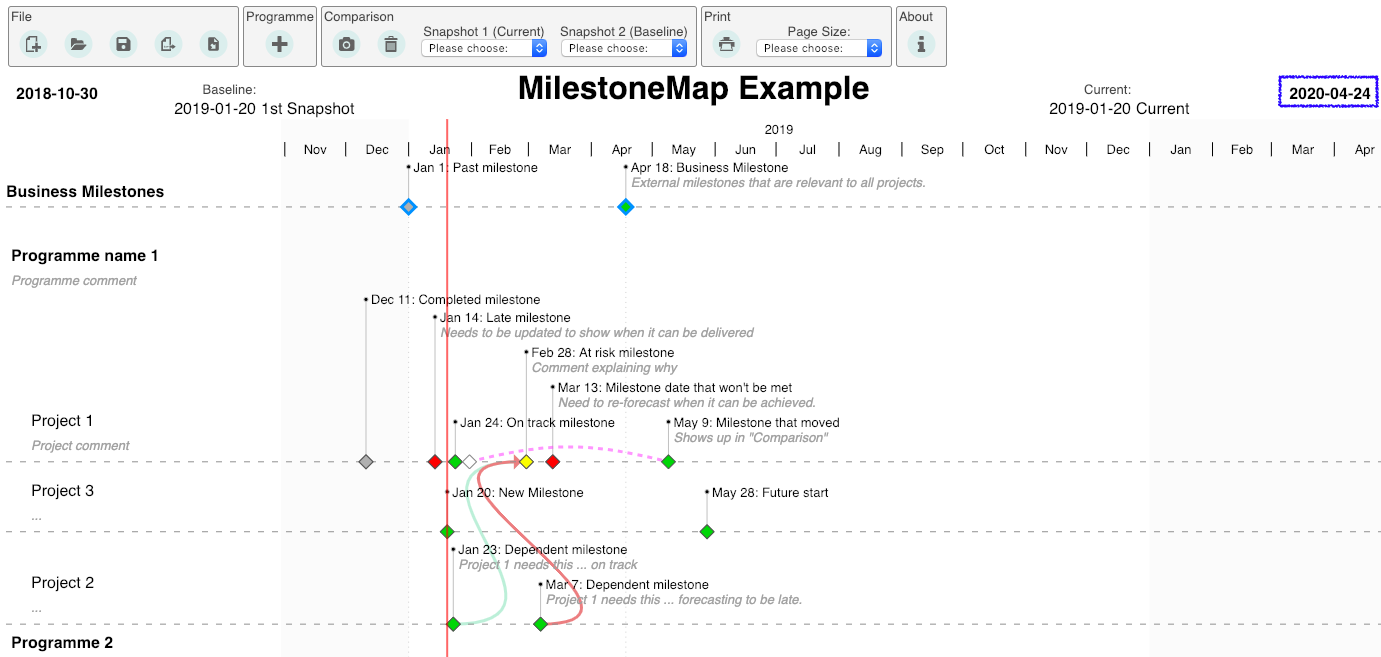 File
Programme
Comparison
Print
About
Snapshot 1 (Current)
Snapshot 2 (Baseline)
Page Size:
Please choose:
Please choose:
Please choose:
MilestoneMap Example
2018-10-30
Baseline:
2019-01-20 1st Snapshot
Current:
2019-01-20 Current
2020-04-24
2019
Nov
Dec
Jan
Feb
Mar
Apr
May
Jun
Jul
Aug
Sep
Oct
Nov
Dec
Jan
Feb
Mar
Apr
Jan 1: Past milestone
Apr 18: Business Milestone
External milestones that are relevant to all projects.
Business Milestones
Programme name 1
Programme comment
Dec 11: Completed milestone
Jan 14: Late milestone
Needs to be updated to show when it can be delivered
Feb 28: At risk milestone
Comment explaining why
Mar 13: Milestone date that won't be met
Need to re-forecast when it can be achieved.
Project 1
Project comment
Jan 24: On track milestone
May 9: Milestone that moved
Shows up in "Comparison"
Project 3
...
Jan 20: New Milestone
May 28: Future start
Jan 23: Dependent milestone
Project 1 needs this ... on track
Project 2
...
Mar 7: Dependent milestone
Project 1 needs this ... forecasting to be late.
Programme 2